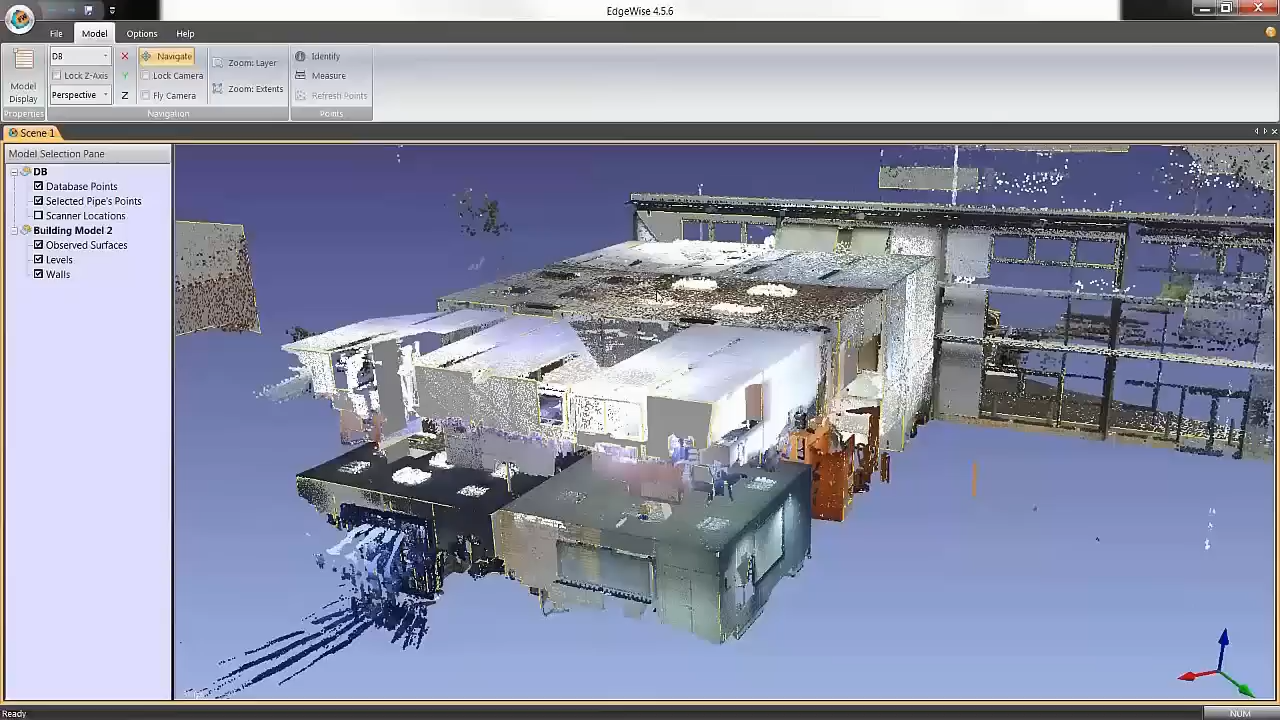 EdgeWise 4.5.6
File Model Options Help
DB
Lock Z-Axis
Perspective
X
Y
Z
Navigate
Lock Camera
Fly Camera
Zoom: Layer
Zoom: Extents
Identify
Measure
Refresh Points
Model
Display
Properties
Navigation
Points
Scene 1
Model Selection Pane
DB
Database Points
Selected Pipe's Points
Scanner Locations
Building Model 2
Observed Surfaces
Levels
Walls
Ready
NUM